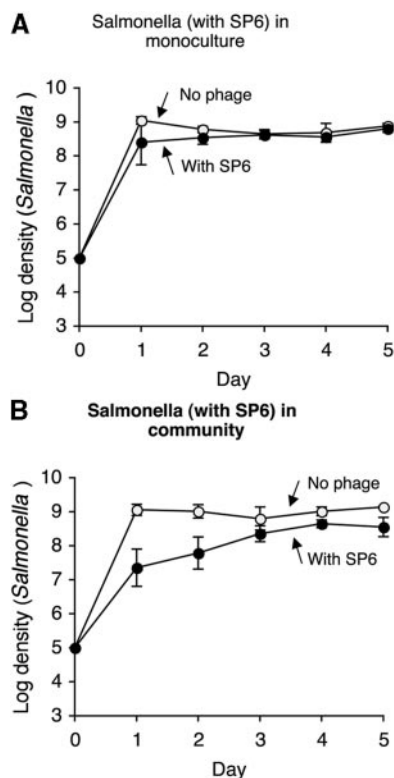 A
Salmonella (with SP6) in
monoculture
Log density (Salmonella)
10
9
8
7
6
5
4
3
No phage
With SP6
0 1 2 3 4 5
Day
B
Salmonella (with SP6) in
community
Log density (Salmonella )
10
9
8
7
6
5
4
3
No phage
With SP6
0 1 2 3 4 5
Day